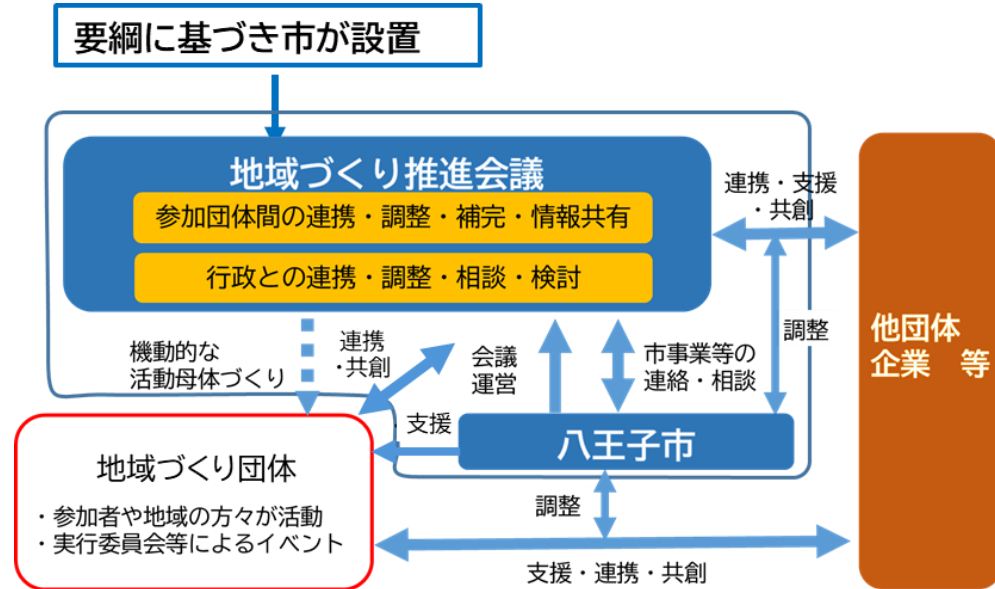 要綱に基づき市が設置
地域づくり推進会議
参加団体間の連携・調整・補完・情報共有
行政との連携・調整・相談・検討
連携・支援
・共創
調整
他団体
企業　等
機動的な
活動母体づくり
連携
・共創
会議
運営
市事業等の
連絡・相談
支援
八王子市
地域づくり団体
・参加者や地域の方々が活動
・実行委員会等によるイベント
調整
支援・連携・共創